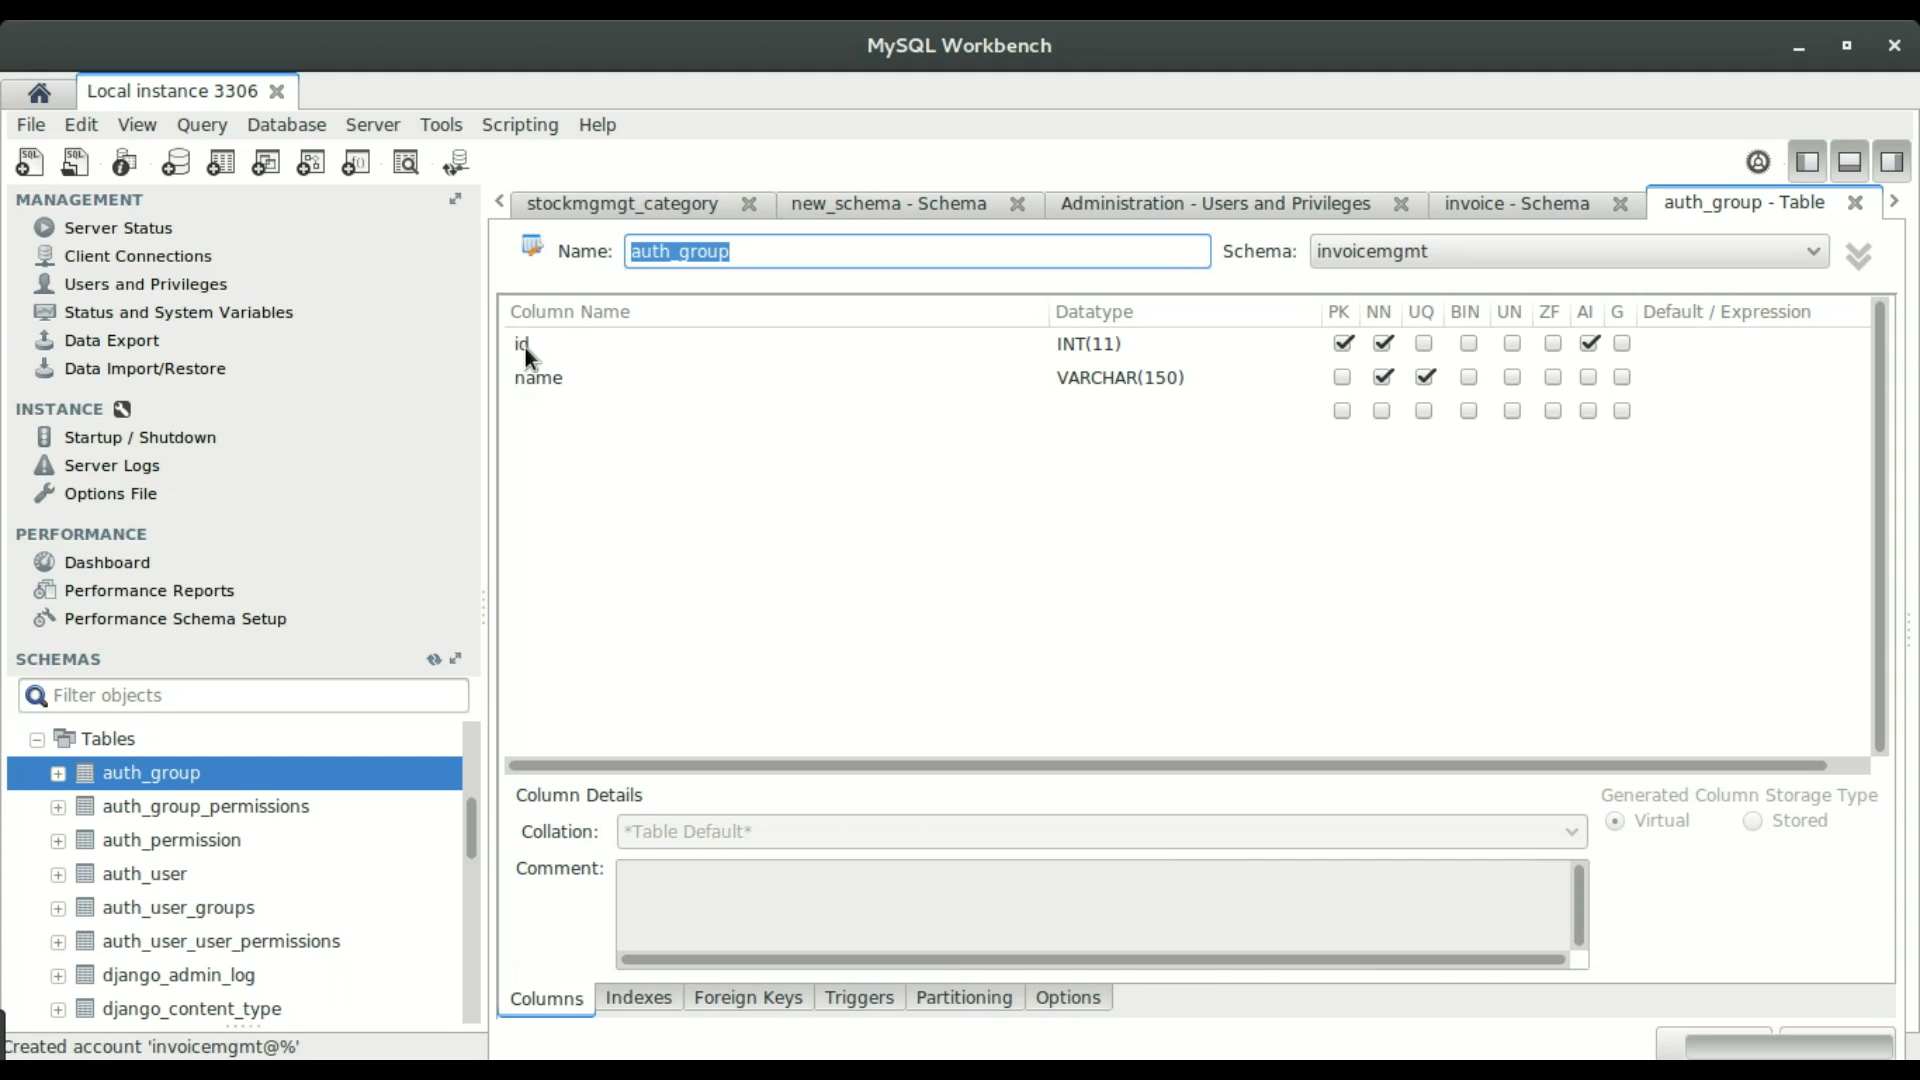 MySQL Workbench
Local instance 3306
File Edit View Query Database Server Tools Scripting Help
MANAGEMENT
Server Status
Client Connections
Users and Privileges
Status and System Variables
Data Export
Data Import/Restore
INSTANCE
Startup / Shutdown
Server Logs
Options File
PERFORMANCE
Dashboard
Performance Reports
Performance Schema Setup
SCHEMAS
Filter objects
Tables
auth_group
auth_group_permissions
auth_permission
auth_user
auth_user_groups
auth_user_user_permissions
django_admin_log
django_content_type
Created account 'invoicemgmt@%'
stockmgmgt_category new_schema - Schema Administration - Users and Privileges invoice - Schema auth_group - Table
Name: auth_group Schema: invoicemgmt
Column Name Datatype PK NN UQ BIN UN ZF AI G Default / Expression
id INT(11)
name VARCHAR(150)
Column Details
Collation: *Table Default*
Comment:
Generated Column Storage Type
Virtual Stored
Columns Indexes Foreign Keys Triggers Partitioning Options